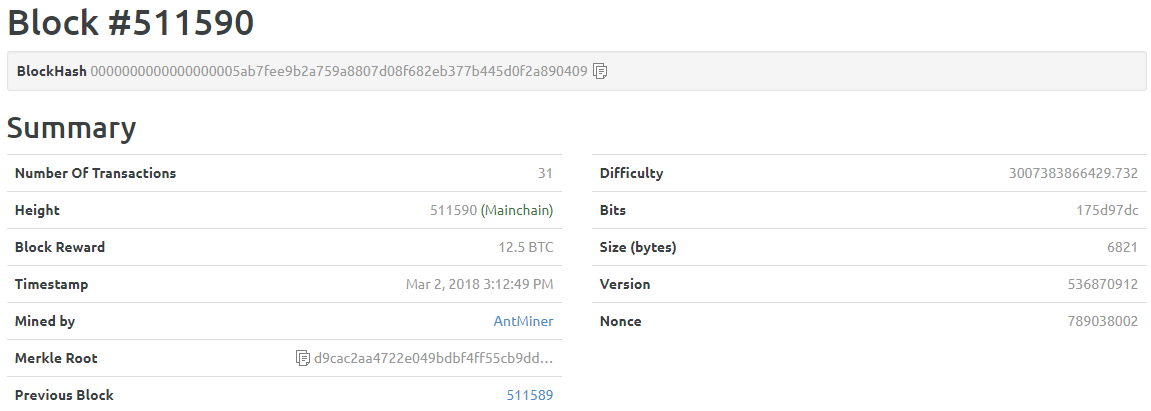 Block #511590
BlockHash 0000000000000000005ab7fee9b2a759a8807d08f682eb377b445d0f2a890409
Summary
Number Of Transactions 31
Height 511590 (Mainchain)
Block Reward 12.5 BTC
Timestamp Mar 2, 2018 3:12:49 PM
Mined by AntMiner
Merkle Root d9cac2aa4722e049bdbf4ff55cb9dd...
Previous Block 511589
Difficulty 3007383866429.732
Bits 175d97dc
Size (bytes) 6821
Version 536870912
Nonce 789038002